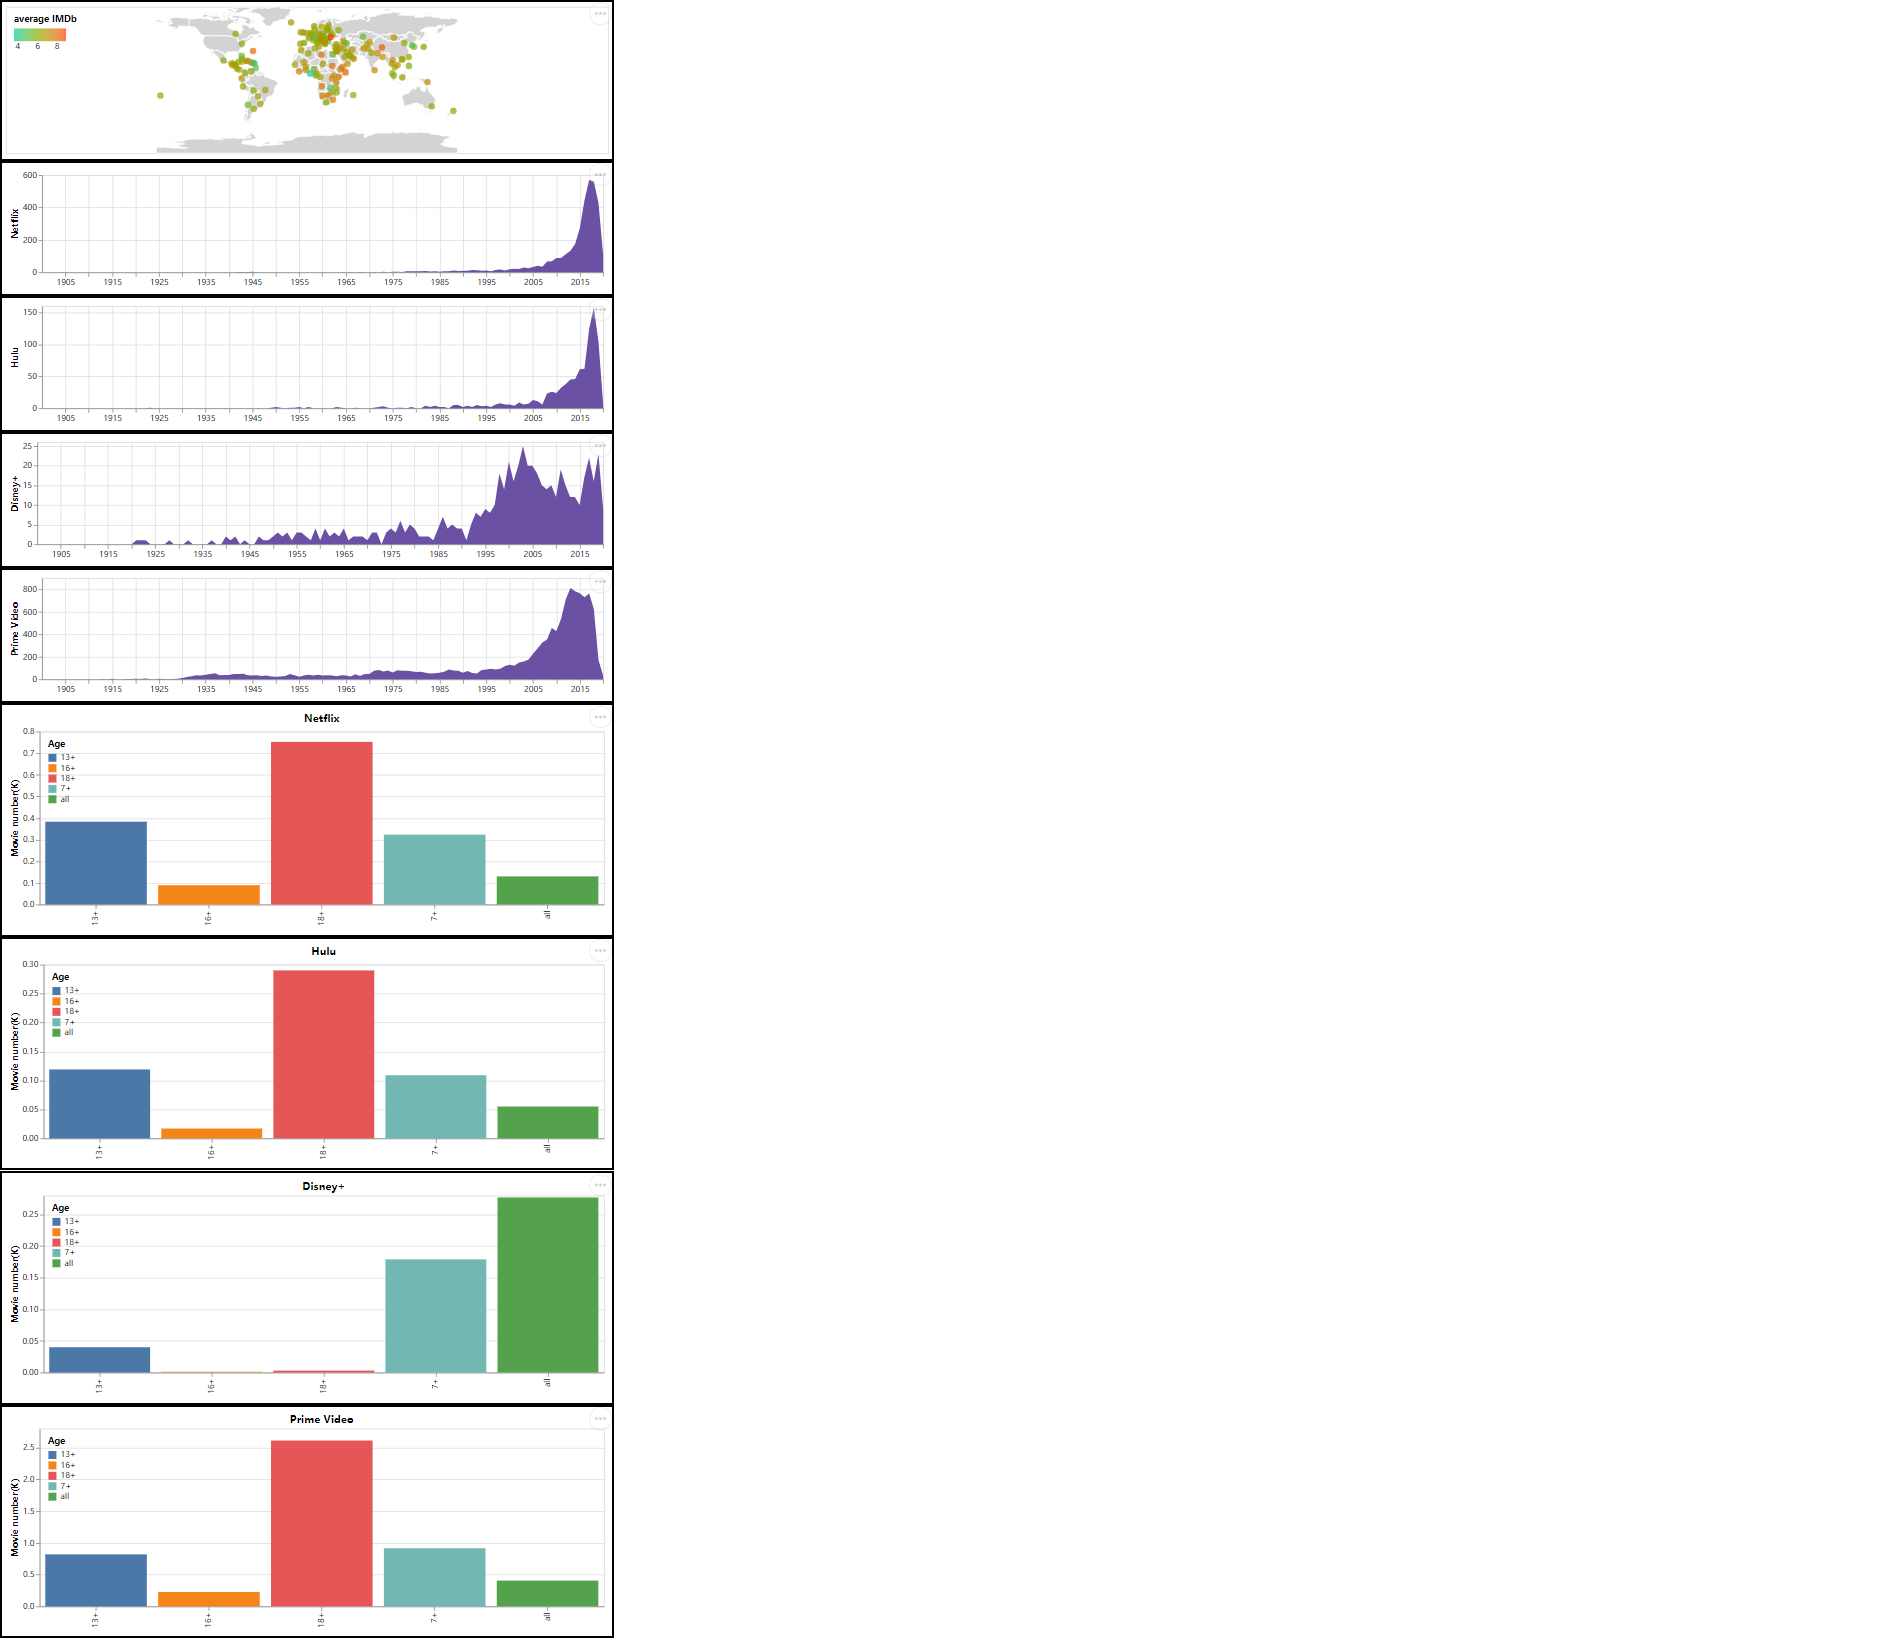 average IMDb
4 6 8
600
400
200
0
Netflix
1905 1915 1925 1935 1945 1955 1965 1975 1985 1995 2005 2015
150
100
50
0
Hulu
1905 1915 1925 1935 1945 1955 1965 1975 1985 1995 2005 2015
25
20
15
10
5
0
Disney+
1905 1915 1925 1935 1945 1955 1965 1975 1985 1995 2005 2015
800
600
400
200
0
Prime Video
1905 1915 1925 1935 1945 1955 1965 1975 1985 1995 2005 2015
Netflix
Age
13+
16+
18+
7+
all
0.8
0.7
0.6
0.5
0.4
0.3
0.2
0.1
0.0
Movie number(K)
13+ 16+ 18+ 7+ all
Hulu
Age
13+
16+
18+
7+
all
0.30
0.25
0.20
0.15
0.10
0.05
0.00
Movie number(K)
13+ 16+ 18+ 7+ all
Disney+
Age
13+
16+
18+
7+
all
0.25
0.20
0.15
0.10
0.05
0.00
Movie number(K)
13+ 16+ 18+ 7+ all
Prime Video
Age
13+
16+
18+
7+
all
2.5
2.0
1.5
1.0
0.5
0.0
Movie number(K)
13+ 16+ 18+ 7+ all